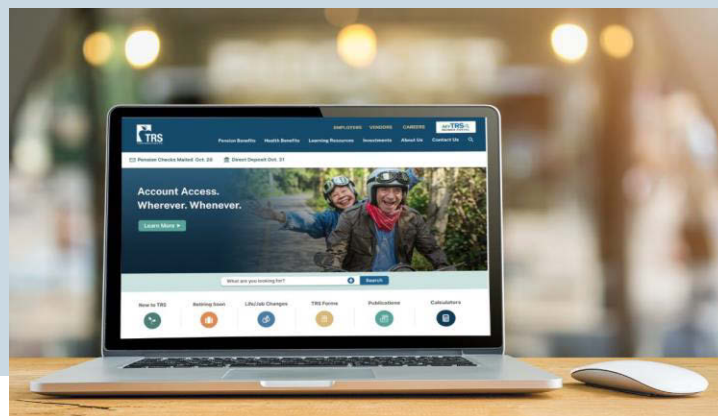 EMPLOYERS VENDORS CAREERS
TRS
Pension Benefits Health Benefits Learning Resources Investments About Us Contact Us
Pension Checks Mailed Oct. 28 Direct Deposit Oct. 31
Account Access.
Wherever. Whenever.
Learn More
What are you looking for? Search
New to TRS Retiring Soon Life/Job Changes TRS Forms Publications Calculators